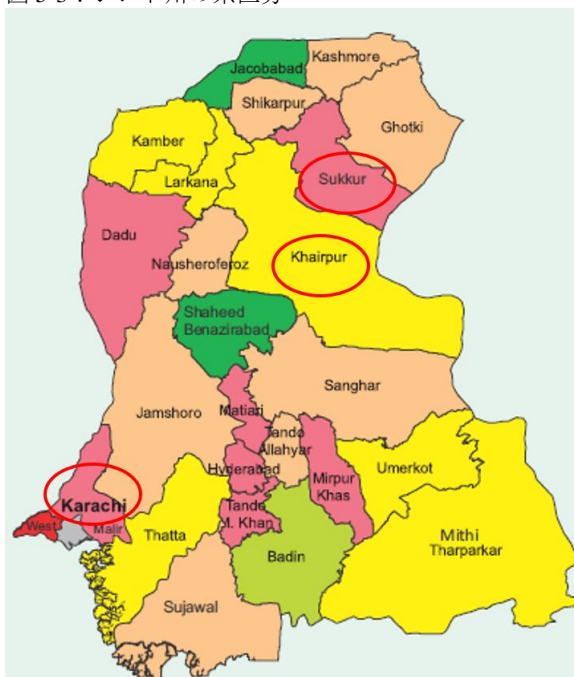 Jacobabad
Kashmore
Shikarpur
Ghotki
Kamber
Larkana
Sukkur
Dadu
Nausheroferoz
Khairpur
Shaheed
Benazirabad
Sanghar
Jamshoro
Matiari
Tando
Allahyar
Hyderabad
Mirpur
Khas
Umerkot
Karachi
West
Malir
Thatta
Tando
M. Khan
Badin
Mithi
Tharparkar
Sujawal